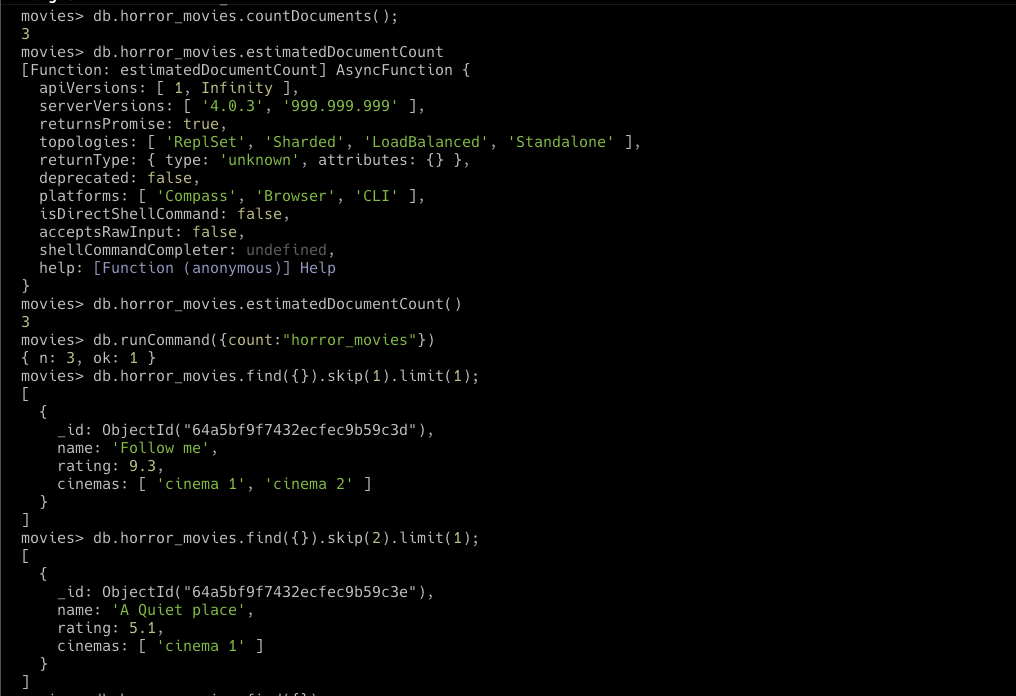 movies> db.horror_movies.countDocuments();
3
movies> db.horror_movies.estimatedDocumentCount
[Function: estimatedDocumentCount] AsyncFunction {
  apiVersions: [ 1, Infinity ],
  serverVersions: [ '4.0.3', '999.999.999' ],
  returnsPromise: true,
  topologies: [ 'ReplSet', 'Sharded', 'LoadBalanced', 'Standalone' ],
  returnType: { type: 'unknown', attributes: {} },
  deprecated: false,
  platforms: [ 'Compass', 'Browser', 'CLI' ],
  isDirectShellCommand: false,
  acceptsRawInput: false,
  shellCommandCompleter: undefined,
  help: [Function (anonymous)] Help
}
movies> db.horror_movies.estimatedDocumentCount()
3
movies> db.runCommand({count:"horror_movies"})
{ n: 3, ok: 1 }
movies> db.horror_movies.find({}).skip(1).limit(1);
[
  {
    _id: ObjectId("64a5bf9f7432ecfec9b59c3d"),
    name: 'Follow me',
    rating: 9.3,
    cinemas: [ 'cinema 1', 'cinema 2' ]
  }
]
movies> db.horror_movies.find({}).skip(2).limit(1);
[
  {
    _id: ObjectId("64a5bf9f7432ecfec9b59c3e"),
    name: 'A Quiet place',
    rating: 5.1,
    cinemas: [ 'cinema 1' ]
  }
]